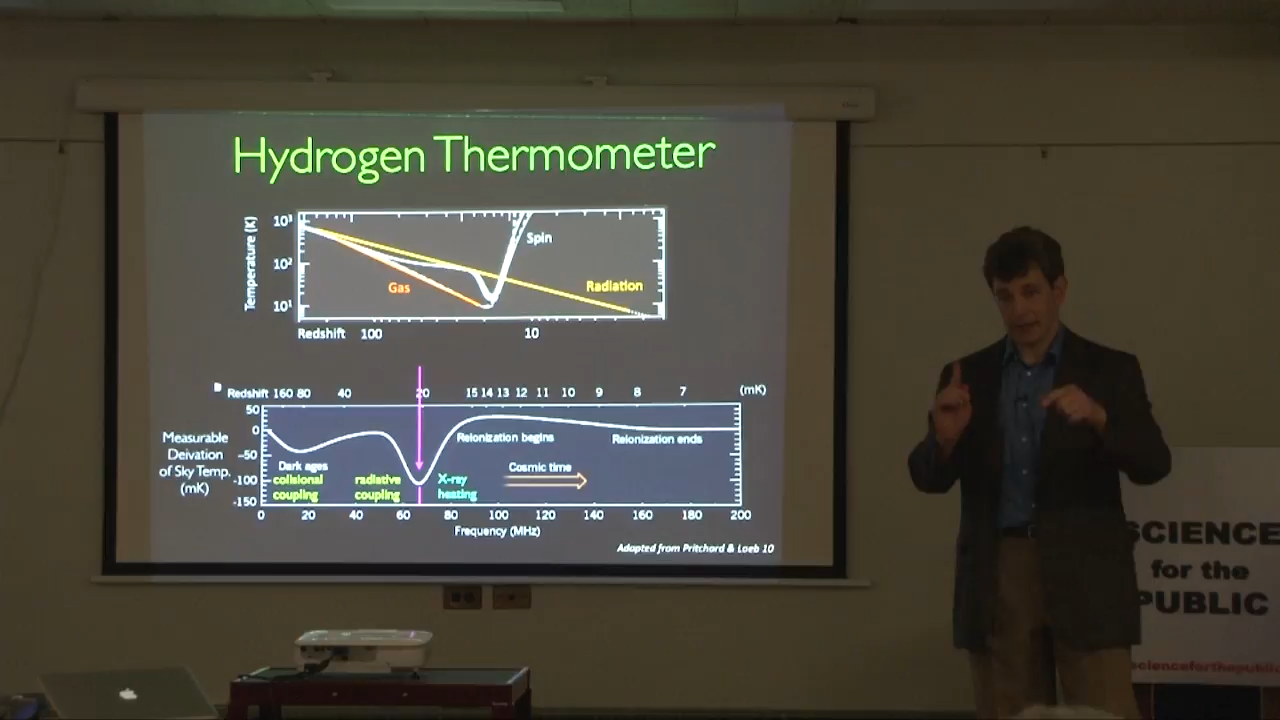 Hydrogen Thermometer
Temperature (K)
10³
10²
10¹
Spin
Gas
Radiation
Redshift 100 10
B
Redshift 160 80 40 20 15 14 13 12 11 10 9 8 7 (mK)
Measurable
Deivation
of Sky Temp.
(mK)
50
0
-50
-100
-150
Reionization begins
Reionization ends
Dark ages
colisional
coupling
radiative
coupling
X-ray
heating
Cosmic time
0 20 40 60 80 100 120 140 160 180 200
Frequency (MHz)
Adapted from Pritchard & Loeb 10
SCIENCE
for the
PUBLIC
scienceforthepublic